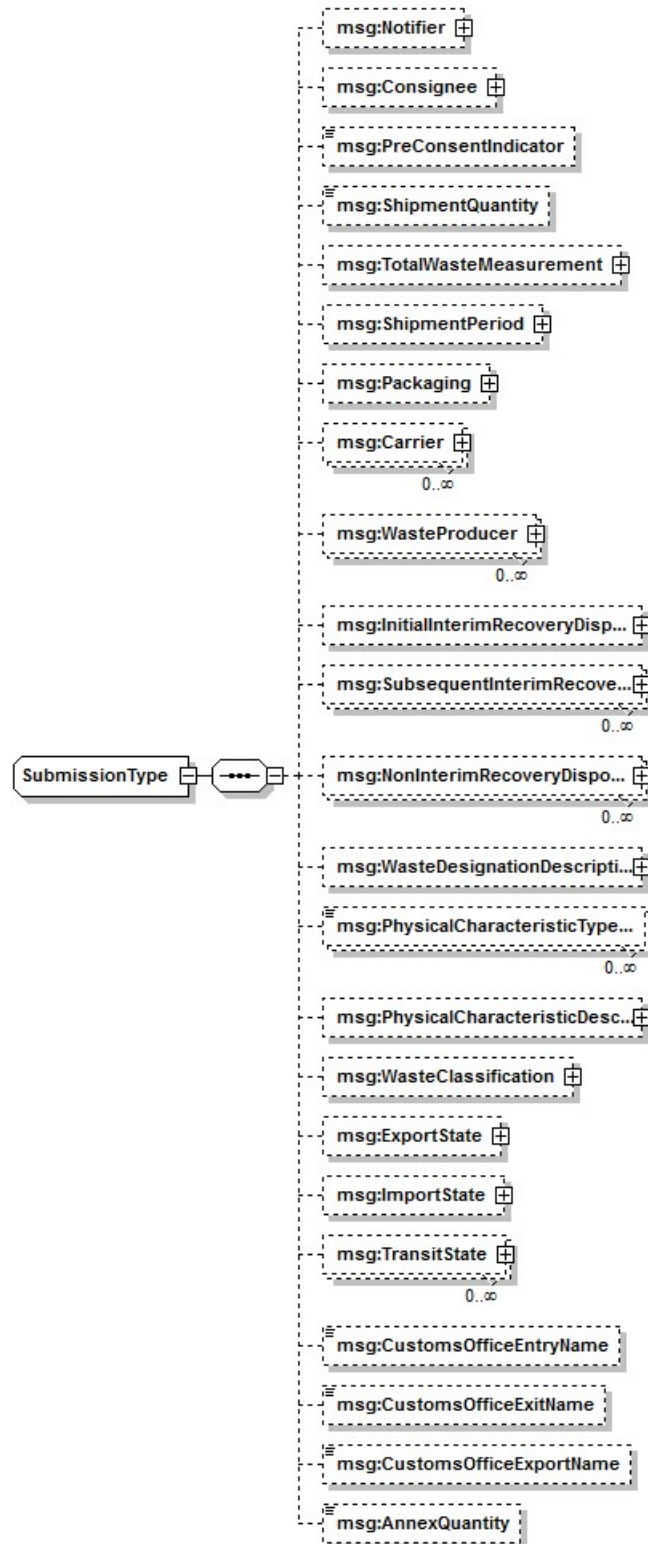 msg:Notifier
msg:Consignee
msg:PreConsentIndicator
msg:ShipmentQuantity
msg:TotalWasteMeasurement
msg:ShipmentPeriod
msg:Packaging
msg:Carrier
0..∞
msg:WasteProducer
0..∞
msg:InitialInterimRecoveryDisp...
msg:SubsequentInterimRecove...
0..∞
SubmissionType
msg:NonInterimRecoveryDispo...
0..∞
msg:WasteDesignationDescripti...
msg:PhysicalCharacteristicType...
0..∞
msg:PhysicalCharacteristicDesc...
msg:WasteClassification
msg:ExportState
msg:ImportState
msg:TransitState
0..∞
msg:CustomsOfficeEntryName
msg:CustomsOfficeExitName
msg:CustomsOfficeExportName
msg:AnnexQuantity